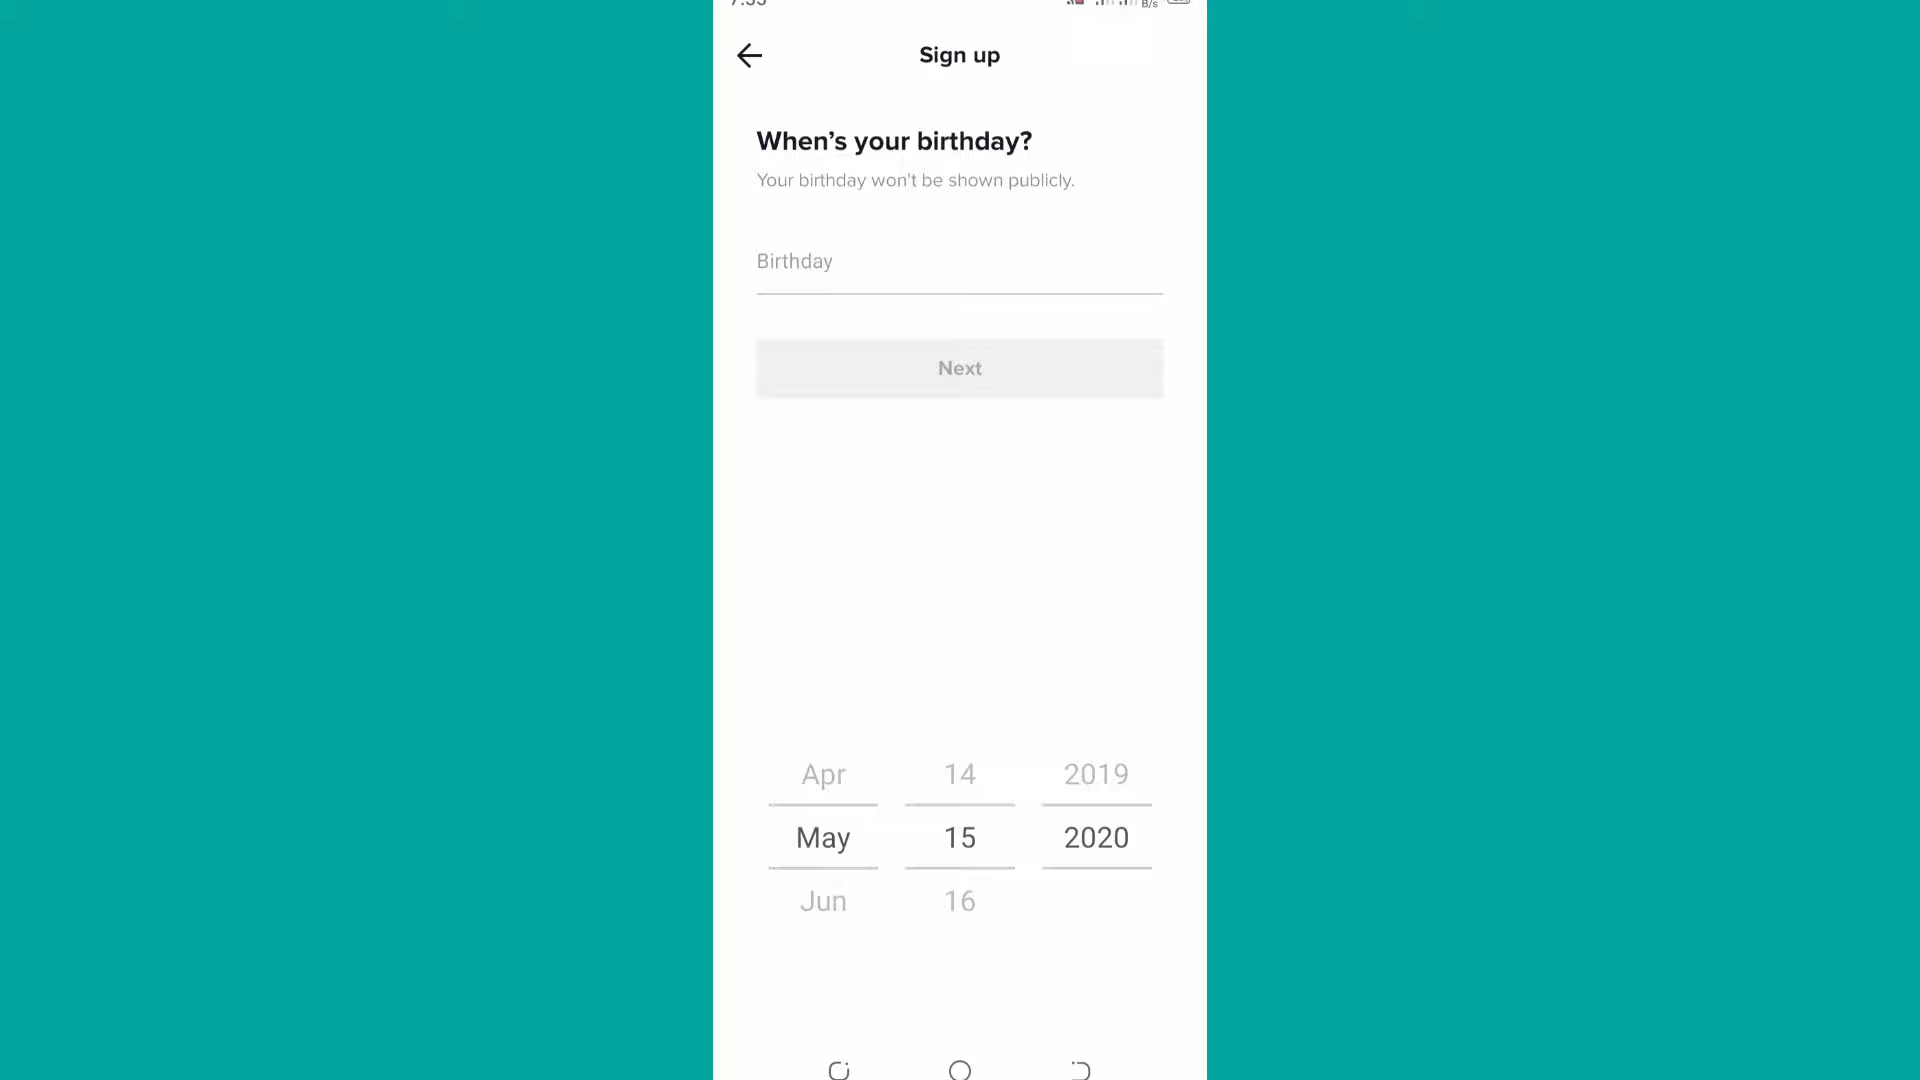 B/s
Sign up
When's your birthday?
Your birthday won't be shown publicly.
Birthday
Next
Apr 14 2019
May 15 2020
Jun 16